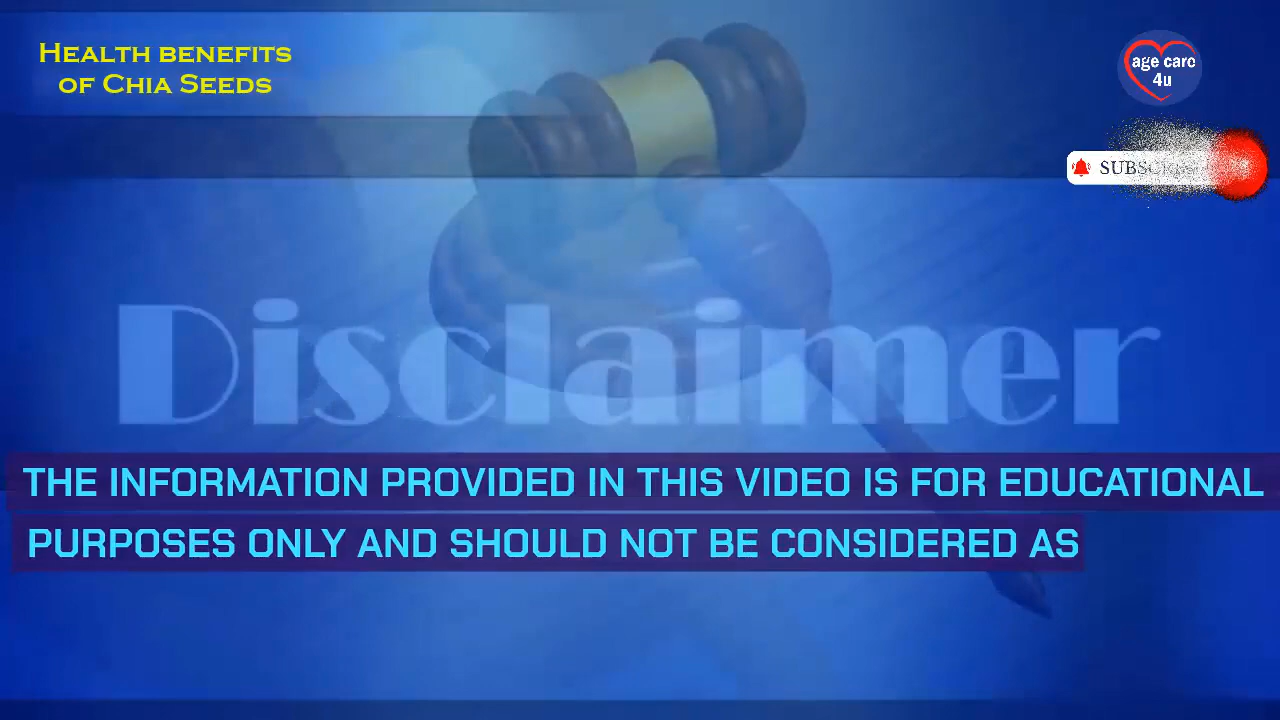 HEALTH BENEFITS
OF CHIA SEEDS
age care
4u
Disclaimer
THE INFORMATION PROVIDED IN THIS VIDEO IS FOR EDUCATIONAL
PURPOSES ONLY AND SHOULD NOT BE CONSIDERED AS